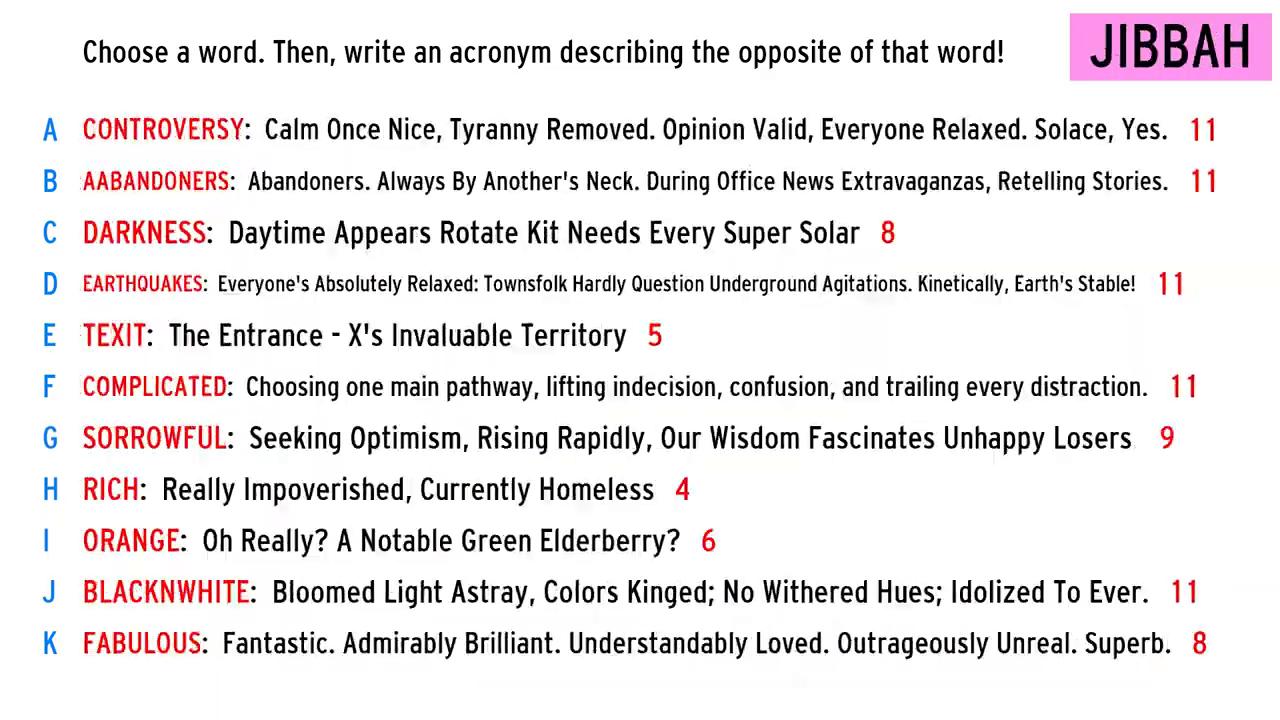 Choose a word. Then, write an acronym describing the opposite of that word!
JIBBAH
A CONTROVERSY: Calm Once Nice, Tyranny Removed. Opinion Valid, Everyone Relaxed. Solace, Yes. 11
B AABANDONERS: Abandoners. Always By Another's Neck. During Office News Extravaganzas, Retelling Stories. 11
C DARKNESS: Daytime Appears Rotate Kit Needs Every Super Solar 8
D EARTHQUAKES: Everyone's Absolutely Relaxed: Townsfolk Hardly Question Underground Agitations. Kinetically, Earth's Stable! 11
E TEXIT: The Entrance - X's Invaluable Territory 5
F COMPLICATED: Choosing one main pathway, lifting indecision, confusion, and trailing every distraction. 11
G SORROWFUL: Seeking Optimism, Rising Rapidly, Our Wisdom Fascinates Unhappy Losers 9
H RICH: Really Impoverished, Currently Homeless 4
I ORANGE: Oh Really? A Notable Green Elderberry? 6
J BLACKNWHITE: Bloomed Light Astray, Colors Kinged; No Withered Hues; Idolized To Ever. 11
K FABULOUS: Fantastic. Admirably Brilliant. Understandably Loved. Outrageously Unreal. Superb. 8